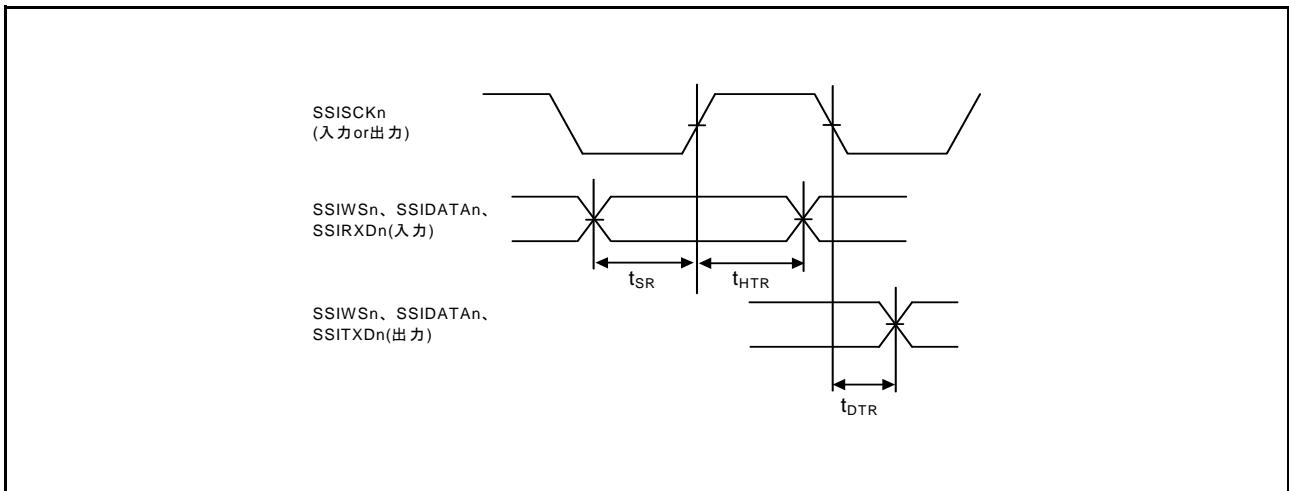 SSISCKn
(入力or出力)
SSIWSn、SSIDATAn、
SSIRXDn(入力)
tSR
tHTR
SSIWSn、SSIDATAn、
SSITXDn(出力)
tDTR